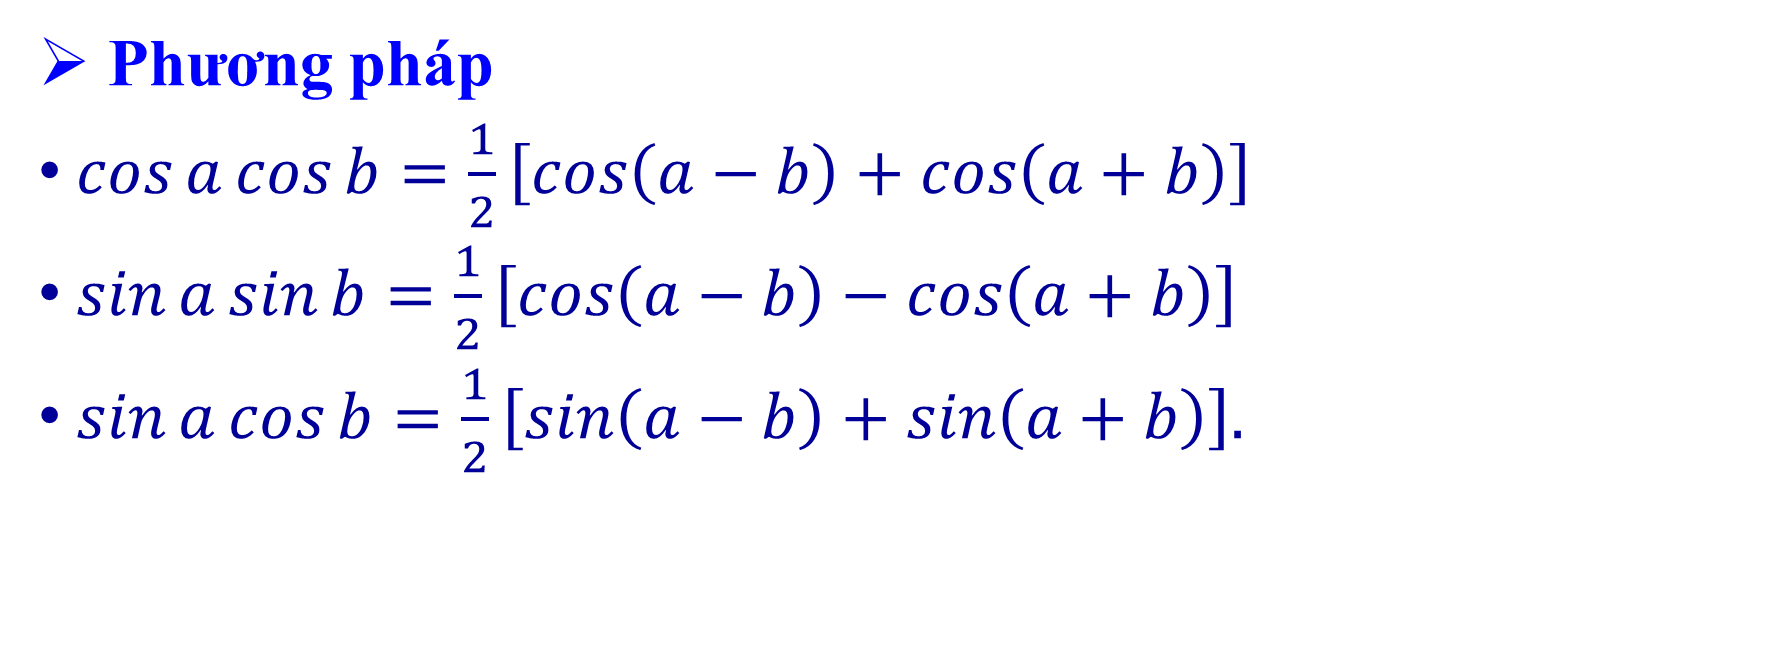 ➢ Phương pháp
• cos a cos b = 1/2 [cos(a − b) + cos(a + b)]
• sin a sin b = 1/2 [cos(a − b) − cos(a + b)]
• sin a cos b = 1/2 [sin(a − b) + sin(a + b)].